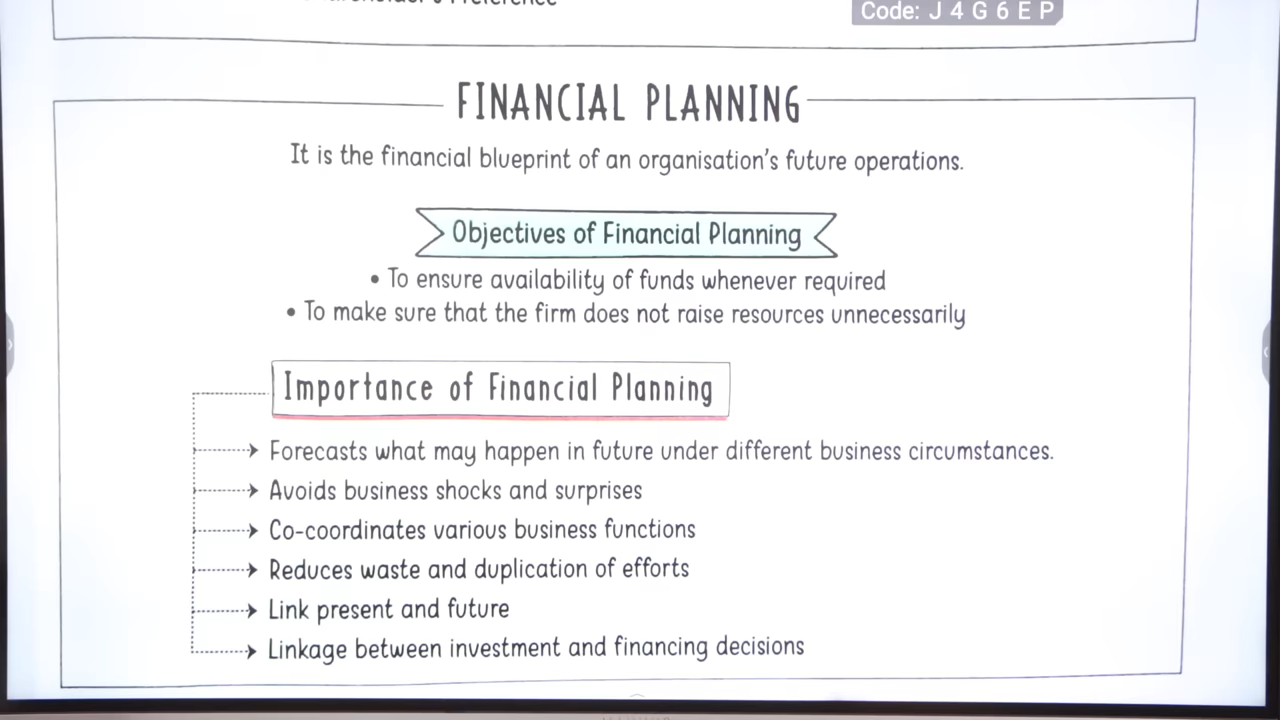 Code: J 4 G 6 E P
FINANCIAL PLANNING
It is the financial blueprint of an organisation's future operations.
Objectives of Financial Planning
• To ensure availability of funds whenever required
• To make sure that the firm does not raise resources unnecessarily
Importance of Financial Planning
Forecasts what may happen in future under different business circumstances.
Avoids business shocks and surprises
Co-coordinates various business functions
Reduces waste and duplication of efforts
Link present and future
Linkage between investment and financing decisions